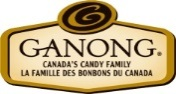 GANONG®
CANADA'S CANDY FAMILY
LA FAMILLE DES BONBONS DU CANADA